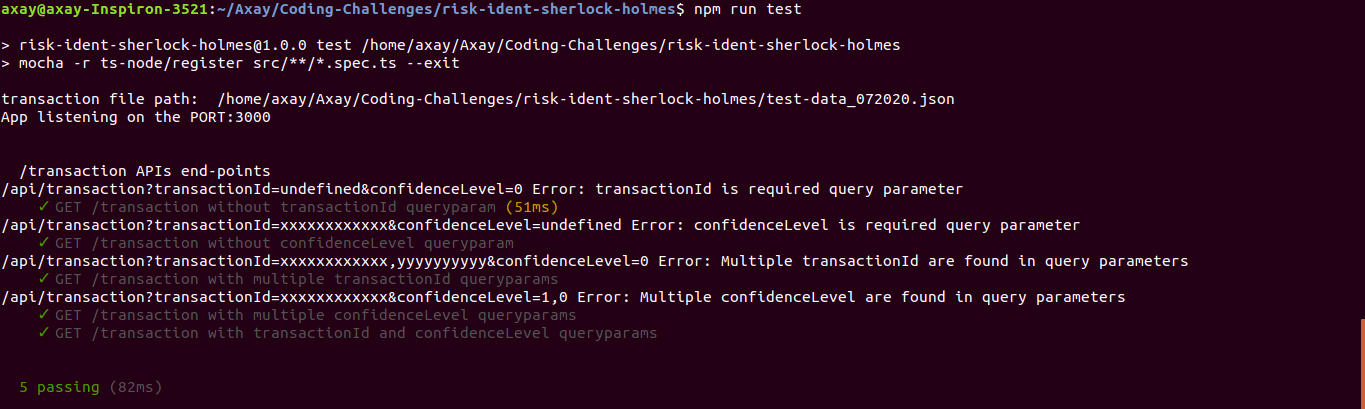 axay@axay-Inspiron-3521:~/Axay/Coding-Challenges/risk-ident-sherlock-holmes$ npm run test
> risk-ident-sherlock-holmes@1.0.0 test /home/axay/Axay/Coding-Challenges/risk-ident-sherlock-holmes
> mocha -r ts-node/register src/**/*.spec.ts --exit
transaction file path:  /home/axay/Axay/Coding-Challenges/risk-ident-sherlock-holmes/test-data_072020.json
App listening on the PORT:3000
/transaction APIs end-points
/api/transaction?transactionId=undefined&confidenceLevel=0 Error: transactionId is required query parameter
✓ GET /transaction without transactionId queryparam (51ms)
/api/transaction?transactionId=xxxxxxxxxxxx&confidenceLevel=undefined Error: confidenceLevel is required query parameter
✓ GET /transaction without confidenceLevel queryparam
/api/transaction?transactionId=xxxxxxxxxxxx,yyyyyyyyyy&confidenceLevel=0 Error: Multiple transactionId are found in query parameters
✓ GET /transaction with multiple transactionId queryparams
/api/transaction?transactionId=xxxxxxxxxxxx&confidenceLevel=1,0 Error: Multiple confidenceLevel are found in query parameters
✓ GET /transaction with multiple confidenceLevel queryparams
✓ GET /transaction with transactionId and confidenceLevel queryparams
5 passing (82ms)